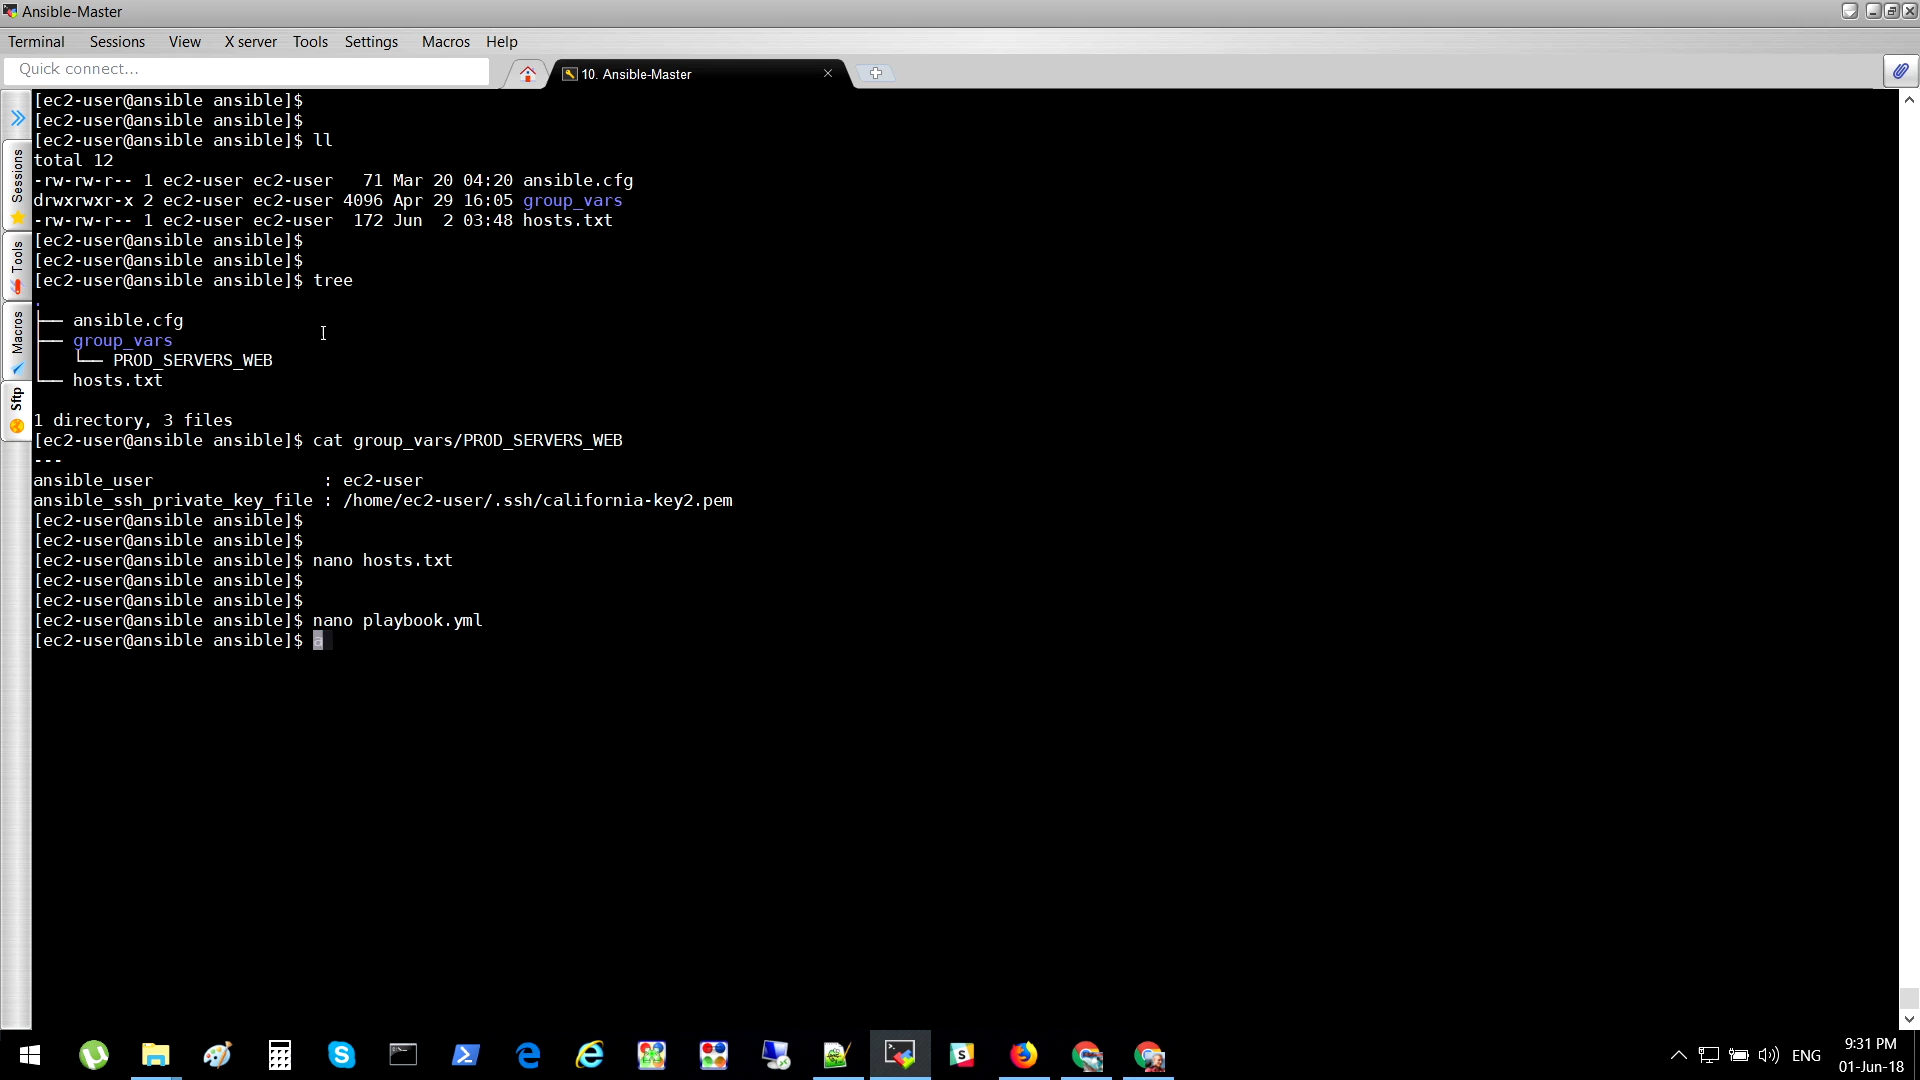 Ansible-Master
Terminal Sessions View X server Tools Settings Macros Help
Quick connect...
10. Ansible-Master
Sessions
Tools
Macros
Sftp
[ec2-user@ansible ansible]$
[ec2-user@ansible ansible]$
[ec2-user@ansible ansible]$ ll
total 12
-rw-rw-r-- 1 ec2-user ec2-user   71 Mar 20 04:20 ansible.cfg
drwxrwxr-x 2 ec2-user ec2-user 4096 Apr 29 16:05 group_vars
-rw-rw-r-- 1 ec2-user ec2-user  172 Jun  2 03:48 hosts.txt
[ec2-user@ansible ansible]$
[ec2-user@ansible ansible]$
[ec2-user@ansible ansible]$ tree
.
├── ansible.cfg
├── group_vars
│   └── PROD_SERVERS_WEB
└── hosts.txt
1 directory, 3 files
[ec2-user@ansible ansible]$ cat group_vars/PROD_SERVERS_WEB
---
ansible_user                 : ec2-user
ansible_ssh_private_key_file : /home/ec2-user/.ssh/california-key2.pem
[ec2-user@ansible ansible]$
[ec2-user@ansible ansible]$
[ec2-user@ansible ansible]$ nano hosts.txt
[ec2-user@ansible ansible]$
[ec2-user@ansible ansible]$
[ec2-user@ansible ansible]$ nano playbook.yml
[ec2-user@ansible ansible]$ a
ENG
9:31 PM
01-Jun-18